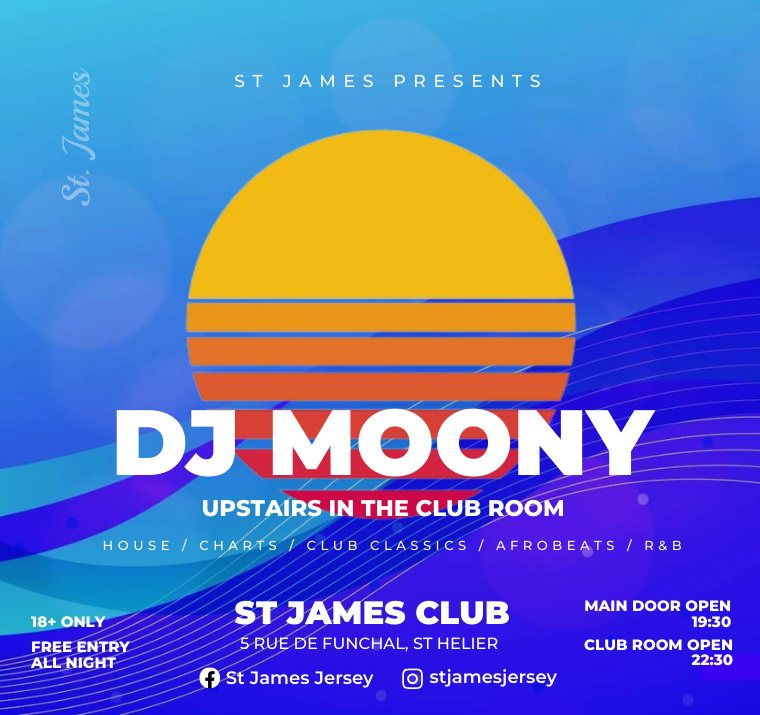 ST JAMES PRESENTS
St. James
DJ MOONY
UPSTAIRS IN THE CLUB ROOM
HOUSE / CHARTS / CLUB CLASSICS / AFROBEATS / R&B
18+ ONLY
FREE ENTRY
ALL NIGHT
ST JAMES CLUB
5 RUE DE FUNCHAL, ST HELIER
St James Jersey
stjamesjersey
MAIN DOOR OPEN
19:30
CLUB ROOM OPEN
22:30